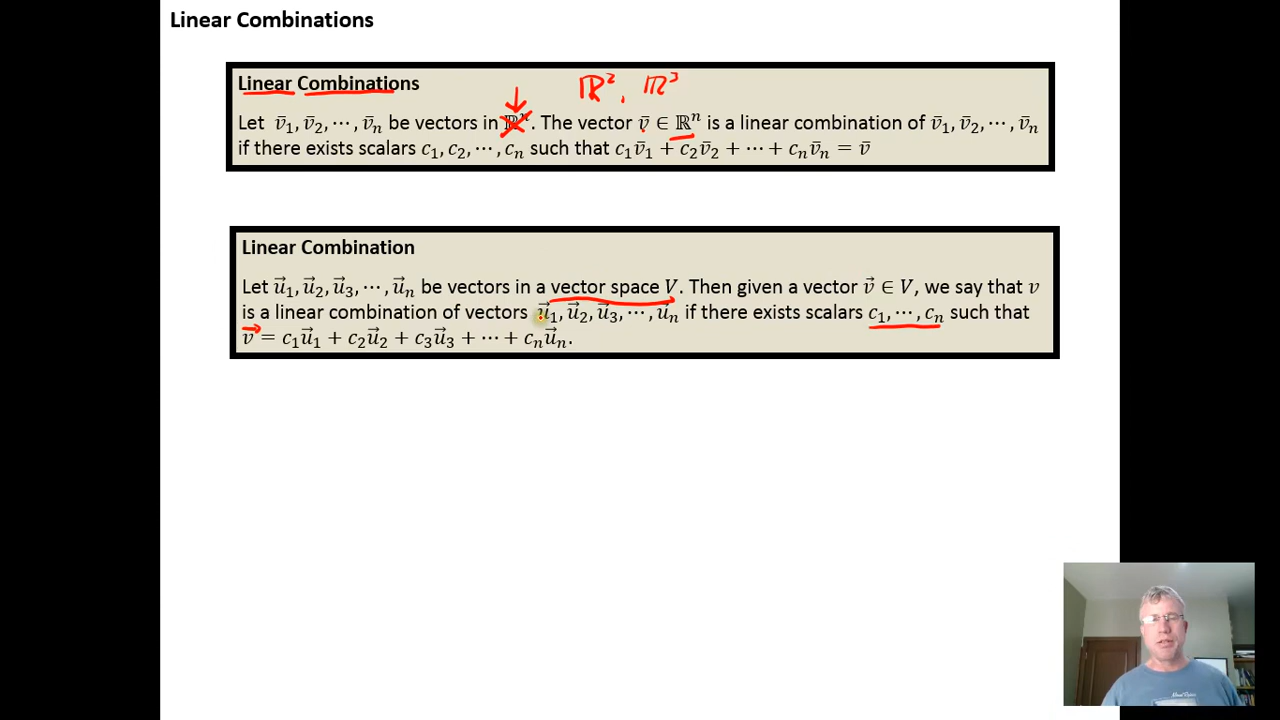 Linear Combinations
Linear Combinations ℝ², ℝ³
Let v̄₁, v̄₂, ⋯, v̄ₙ be vectors in ℝⁿ. The vector v̄ ∈ ℝⁿ is a linear combination of v̄₁, v̄₂, ⋯, v̄ₙ
if there exists scalars c₁, c₂, ⋯, cₙ such that c₁v̄₁ + c₂v̄₂ + ⋯ + cₙv̄ₙ = v̄
Linear Combination
Let u⃗₁, u⃗₂, u⃗₃, ⋯, u⃗ₙ be vectors in a vector space V. Then given a vector v⃗ ∈ V, we say that v
is a linear combination of vectors u⃗₁, u⃗₂, u⃗₃, ⋯, u⃗ₙ if there exists scalars c₁, ⋯, cₙ such that
v⃗ = c₁u⃗₁ + c₂u⃗₂ + c₃u⃗₃ + ⋯ + cₙu⃗ₙ.